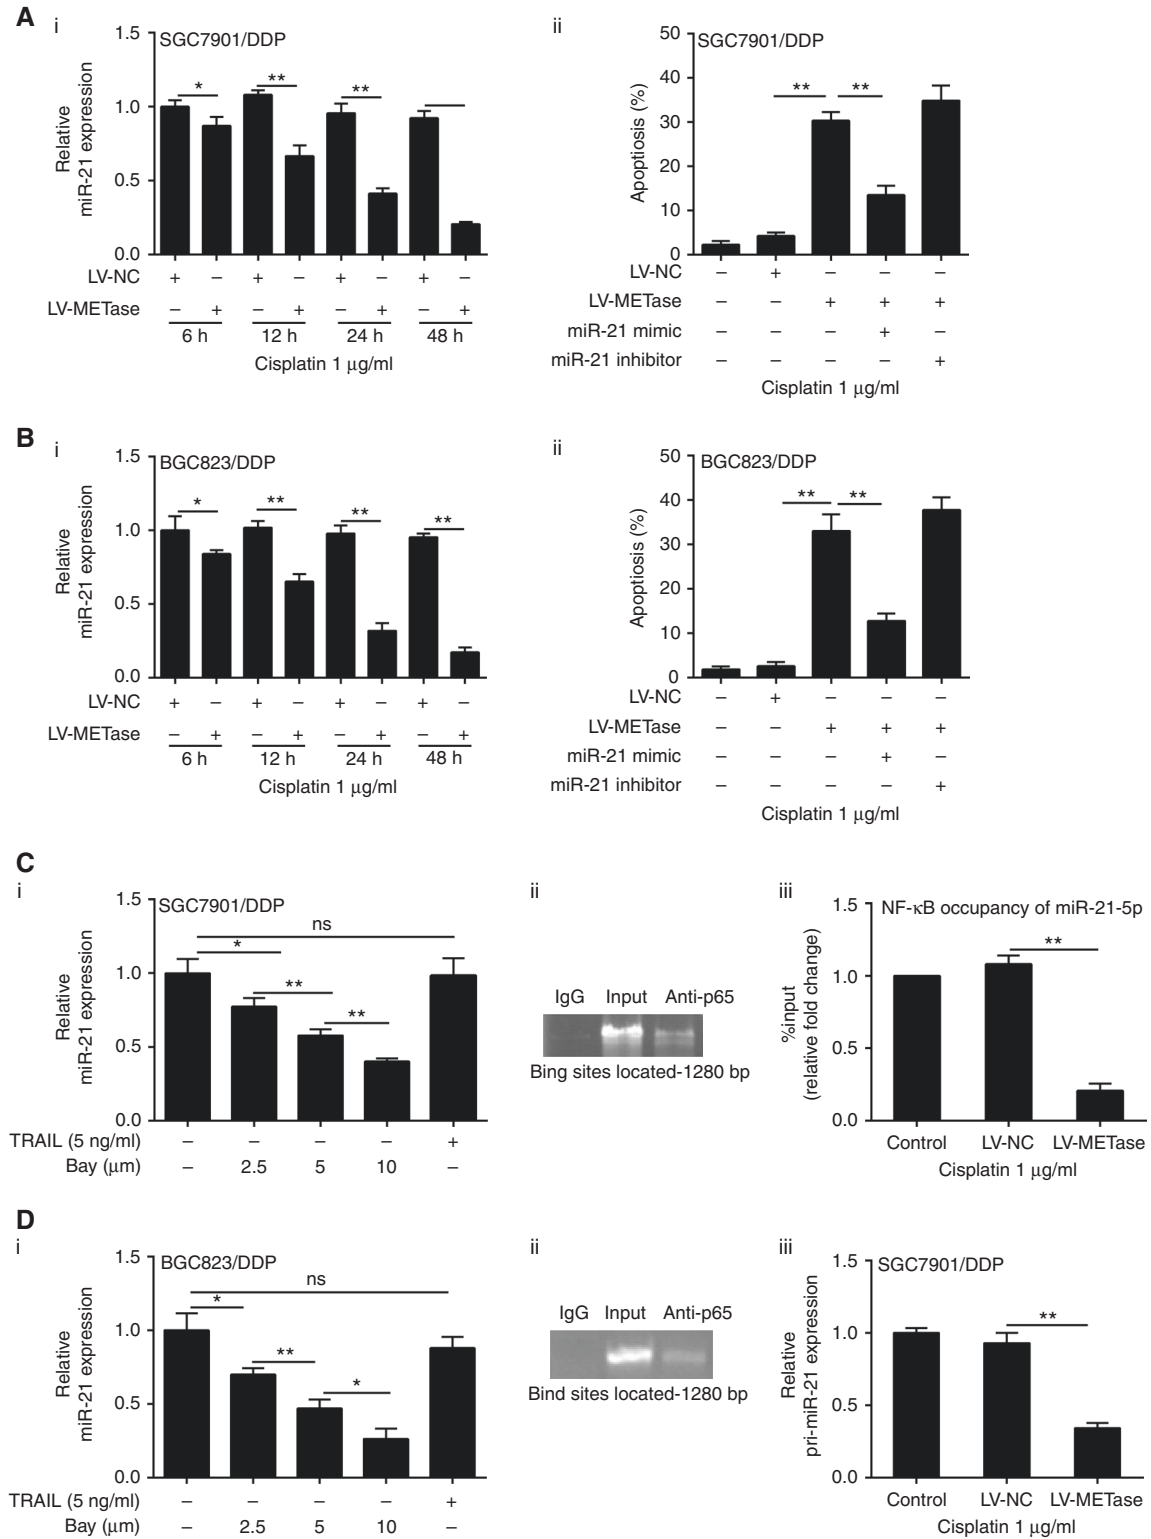 A
i
SGC7901/DDP
Relative
miR-21 expression
1.5
1.0
0.5
0.0
* ** **
LV-NC + – + – + – + –
LV-METase – + – + – + – +
6 h 12 h 24 h 48 h
Cisplatin 1 μg/ml
ii
SGC7901/DDP
Apoptiosis (%)
50
40
30
20
10
0
** **
LV-NC – + – – –
LV-METase – – + + +
miR-21 mimic – – – + –
miR-21 inhibitor – – – – +
Cisplatin 1 μg/ml
B
i
BGC823/DDP
Relative
miR-21 expression
1.5
1.0
0.5
0.0
* ** ** **
LV-NC + – + – + – + –
LV-METase – + – + – + – +
6 h 12 h 24 h 48 h
Cisplatin 1 μg/ml
ii
BGC823/DDP
Apoptiosis (%)
50
40
30
20
10
0
** **
LV-NC – + – – –
LV-METase – – + + +
miR-21 mimic – – – + –
miR-21 inhibitor – – – – +
Cisplatin 1 μg/ml
C
i
SGC7901/DDP
Relative
miR-21 expression
1.5
1.0
0.5
0.0
ns
*
**
**
TRAIL (5 ng/ml) – – – – +
Bay (μm) – 2.5 5 10 –
ii
IgG Input Anti-p65
Bing sites located-1280 bp
iii
NF-κB occupancy of miR-21-5p
%input
(relative fold change)
1.5
1.0
0.5
0.0
**
Control LV-NC LV-METase
Cisplatin 1 μg/ml
D
i
BGC823/DDP
Relative
miR-21 expression
1.5
1.0
0.5
0.0
ns
*
**
*
TRAIL (5 ng/ml) – – – – +
Bay (μm) – 2.5 5 10 –
ii
IgG Input Anti-p65
Bind sites located-1280 bp
iii
SGC7901/DDP
Relative
pri-miR-21 expression
1.5
1.0
0.5
0.0
**
Control LV-NC LV-METase
Cisplatin 1 μg/ml